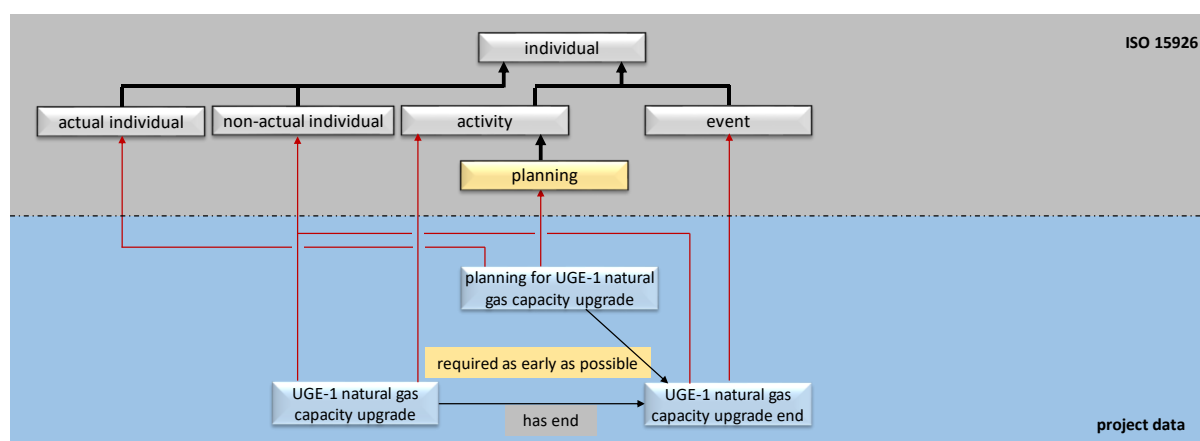 individual
ISO 15926
actual individual
non-actual individual
activity
event
planning
planning for UGE-1 natural
gas capacity upgrade
required as early as possible
UGE-1 natural gas
capacity upgrade
has end
UGE-1 natural gas
capacity upgrade end
project data